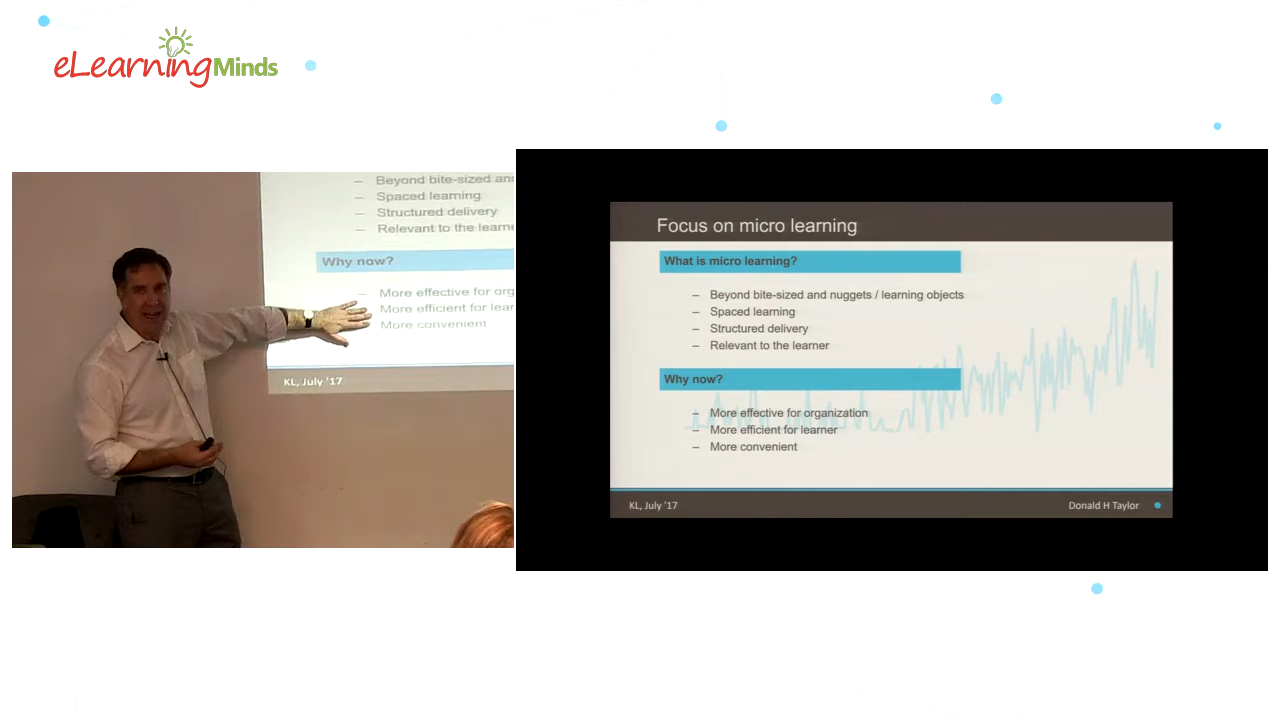 eLearningMinds
– Beyond bite-sized and
– Spaced learning
– Structured delivery
– Relevant to the learne
Why now?
– More effective for org
More efficient for lear
More convenient
KL, July '17
Focus on micro learning
What is micro learning?
– Beyond bite-sized and nuggets / learning objects
– Spaced learning
– Structured delivery
– Relevant to the learner
Why now?
– More effective for organization
– More efficient for learner
– More convenient
KL, July '17
Donald H Taylor